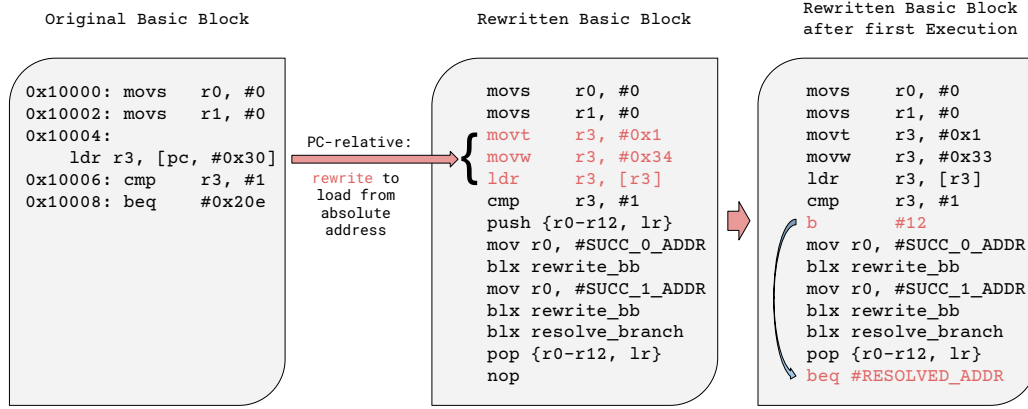 Original Basic Block
0x10000: movs r0, #0
0x10002: movs r1, #0
0x10004:
ldr r3, [pc, #0x30]
0x10006: cmp r3, #1
0x10008: beq #0x20e
PC-relative:
rewrite to
load from
absolute
address
Rewritten Basic Block
movs r0, #0
movs r1, #0
{
movt r3, #0x1
movw r3, #0x34
ldr r3, [r3]
cmp r3, #1
push {r0-r12, lr}
mov r0, #SUCC_0_ADDR
blx rewrite_bb
mov r0, #SUCC_1_ADDR
blx rewrite_bb
blx resolve_branch
pop {r0-r12, lr}
nop
Rewritten Basic Block
after first Execution
movs r0, #0
movs r1, #0
movt r3, #0x1
movw r3, #0x33
ldr r3, [r3]
cmp r3, #1
b #12
mov r0, #SUCC_0_ADDR
blx rewrite_bb
mov r0, #SUCC_1_ADDR
blx rewrite_bb
blx resolve_branch
pop {r0-r12, lr}
beq #RESOLVED_ADDR